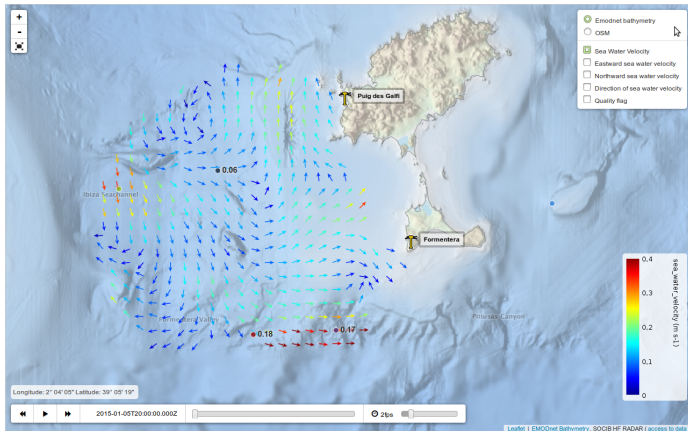 +
-
Emodnet bathymetry
OSM
Sea Water Velocity
Eastward sea water velocity
Northward sea water velocity
Direction of sea water velocity
Quality flag
Puig des Galfi
0.06
Ibiza Seachannel
Formentera
0,4
0,3
0,2
0,1
0
sea_water_velocity (m s-1)
Formentera Valley
0.18
0.17
Pitiusas Canyon
Longitude: 2° 04' 05" Latitude: 39° 05' 19"
2015-01-05T20:00:00.000Z
2fps
Leaflet | EMODnet Bathymetry, SOCIB HF RADAR ( access to data